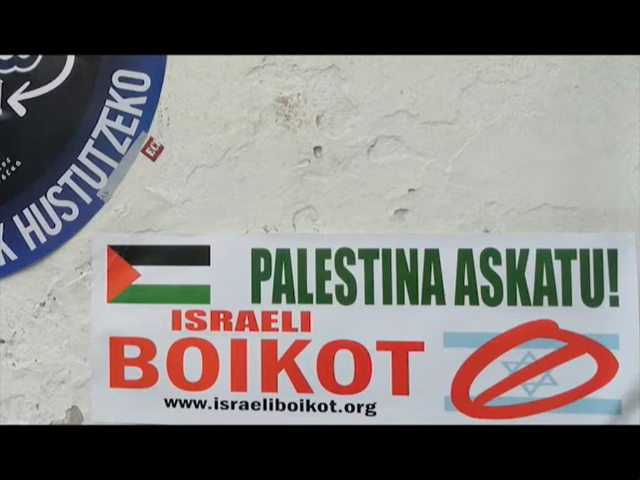 K HUSTUTZEKO
PALESTINA ASKATU!
ISRAELI
BOIKOT
www.israeliboikot.org